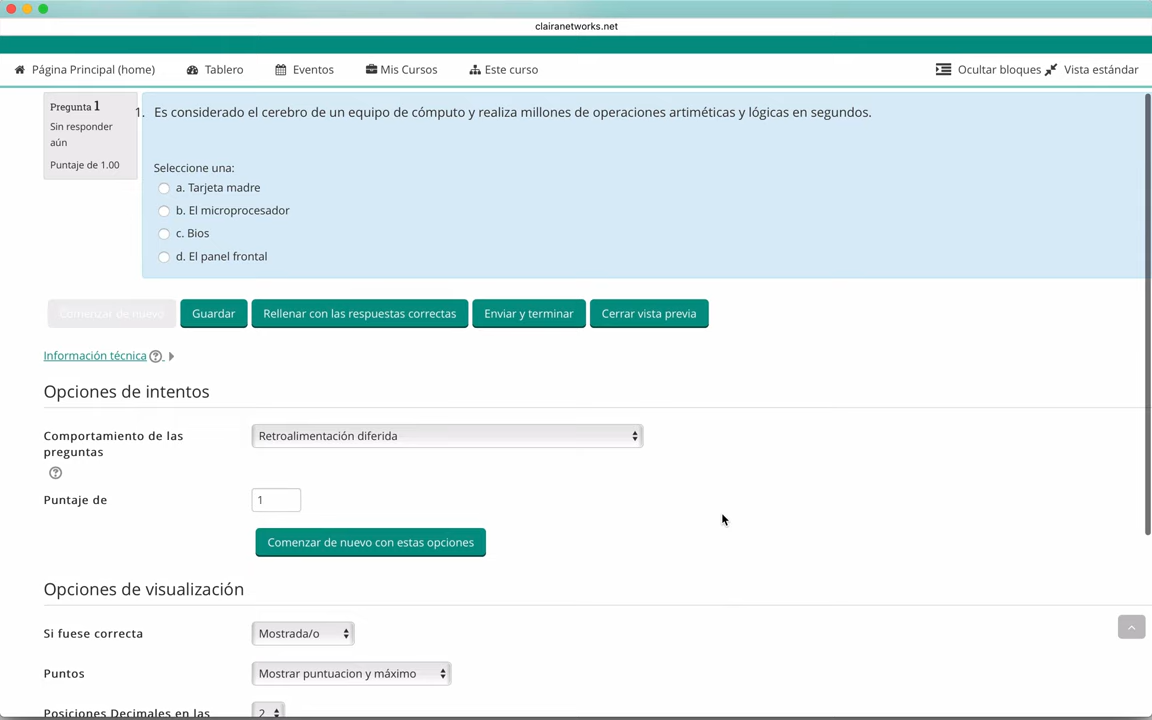 clairanetworks.net
Página Principal (home) Tablero Eventos Mis Cursos Este curso Ocultar bloques Vista estándar
Pregunta 1
Sin responder
aún
Puntaje de 1.00
1. Es considerado el cerebro de un equipo de cómputo y realiza millones de operaciones artiméticas y lógicas en segundos.
Seleccione una:
a. Tarjeta madre
b. El microprocesador
c. Bios
d. El panel frontal
Comenzar de nuevo Guardar Rellenar con las respuestas correctas Enviar y terminar Cerrar vista previa
Información técnica
Opciones de intentos
Comportamiento de las
preguntas
Retroalimentación diferida
Puntaje de 1
Comenzar de nuevo con estas opciones
Opciones de visualización
Si fuese correcta Mostrada/o
Puntos Mostrar puntuacion y máximo
Posiciones Decimales en las 2